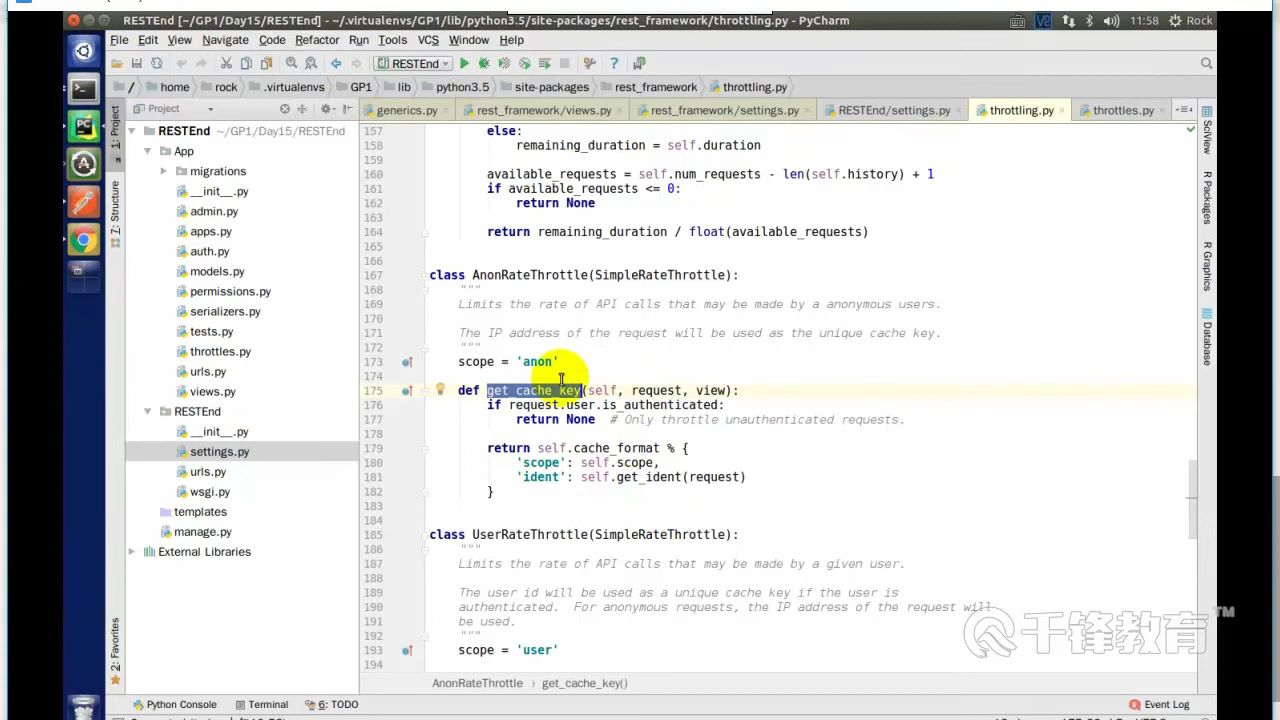 RESTEnd [~/GP1/Day15/RESTEnd] - ~/.virtualenvs/GP1/lib/python3.5/site-packages/rest_framework/throttling.py - PyCharm
11:58 Rock
File Edit View Navigate Code Refactor Run Tools VCS Window Help
RESTEnd
/ home rock .virtualenvs GP1 lib python3.5 site-packages rest_framework throttling.py
Project
generics.py rest_framework/views.py rest_framework/settings.py RESTEnd/settings.py throttling.py throttles.py
RESTEnd ~/GP1/Day15/RESTEnd
App
migrations
__init__.py
admin.py
apps.py
auth.py
models.py
permissions.py
serializers.py
tests.py
throttles.py
urls.py
views.py
RESTEnd
__init__.py
settings.py
urls.py
wsgi.py
templates
manage.py
External Libraries
1: Project
7: Structure
2: Favorites
157 else:
158 remaining_duration = self.duration
159
160 available_requests = self.num_requests - len(self.history) + 1
161 if available_requests <= 0:
162 return None
163
164 return remaining_duration / float(available_requests)
165
166
167 class AnonRateThrottle(SimpleRateThrottle):
168 """
169 Limits the rate of API calls that may be made by a anonymous users.
170
171 The IP address of the request will be used as the unique cache key.
172 """
173 scope = 'anon'
174
175 def get_cache_key(self, request, view):
176 if request.user.is_authenticated:
177 return None # Only throttle unauthenticated requests.
178
179 return self.cache_format % {
180 'scope': self.scope,
181 'ident': self.get_ident(request)
182 }
183
184
185 class UserRateThrottle(SimpleRateThrottle):
186 """
187 Limits the rate of API calls that may be made by a given user.
188
189 The user id will be used as a unique cache key if the user is
190 authenticated. For anonymous requests, the IP address of the request will
191 be used.
192 """
193 scope = 'user'
194
SciView
R Packages
R Graphics
Database
千锋教育™
AnonRateThrottle get_cache_key()
Python Console Terminal 6: TODO Event Log